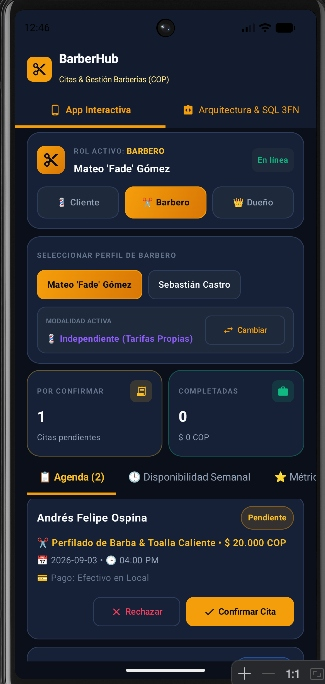 12:46
BarberHub
Citas & Gestión Barberías (COP)
App Interactiva
Arquitectura & SQL 3FN
ROL ACTIVO: BARBERO
Mateo 'Fade' Gómez
En línea
Cliente
Barbero
Dueño
SELECCIONAR PERFIL DE BARBERO
Mateo 'Fade' Gómez
Sebastián Castro
MODALIDAD ACTIVA
Independiente (Tarifas Propias)
Cambiar
POR CONFIRMAR
1
Citas pendientes
COMPLETADAS
0
$ 0 COP
Agenda (2)
Disponibilidad Semanal
Métric
Andrés Felipe Ospina
Pendiente
Perfilado de Barba & Toalla Caliente • $ 20.000 COP
2026-09-03 • 04:00 PM
Pago: Efectivo en Local
Rechazar
Confirmar Cita
1:1